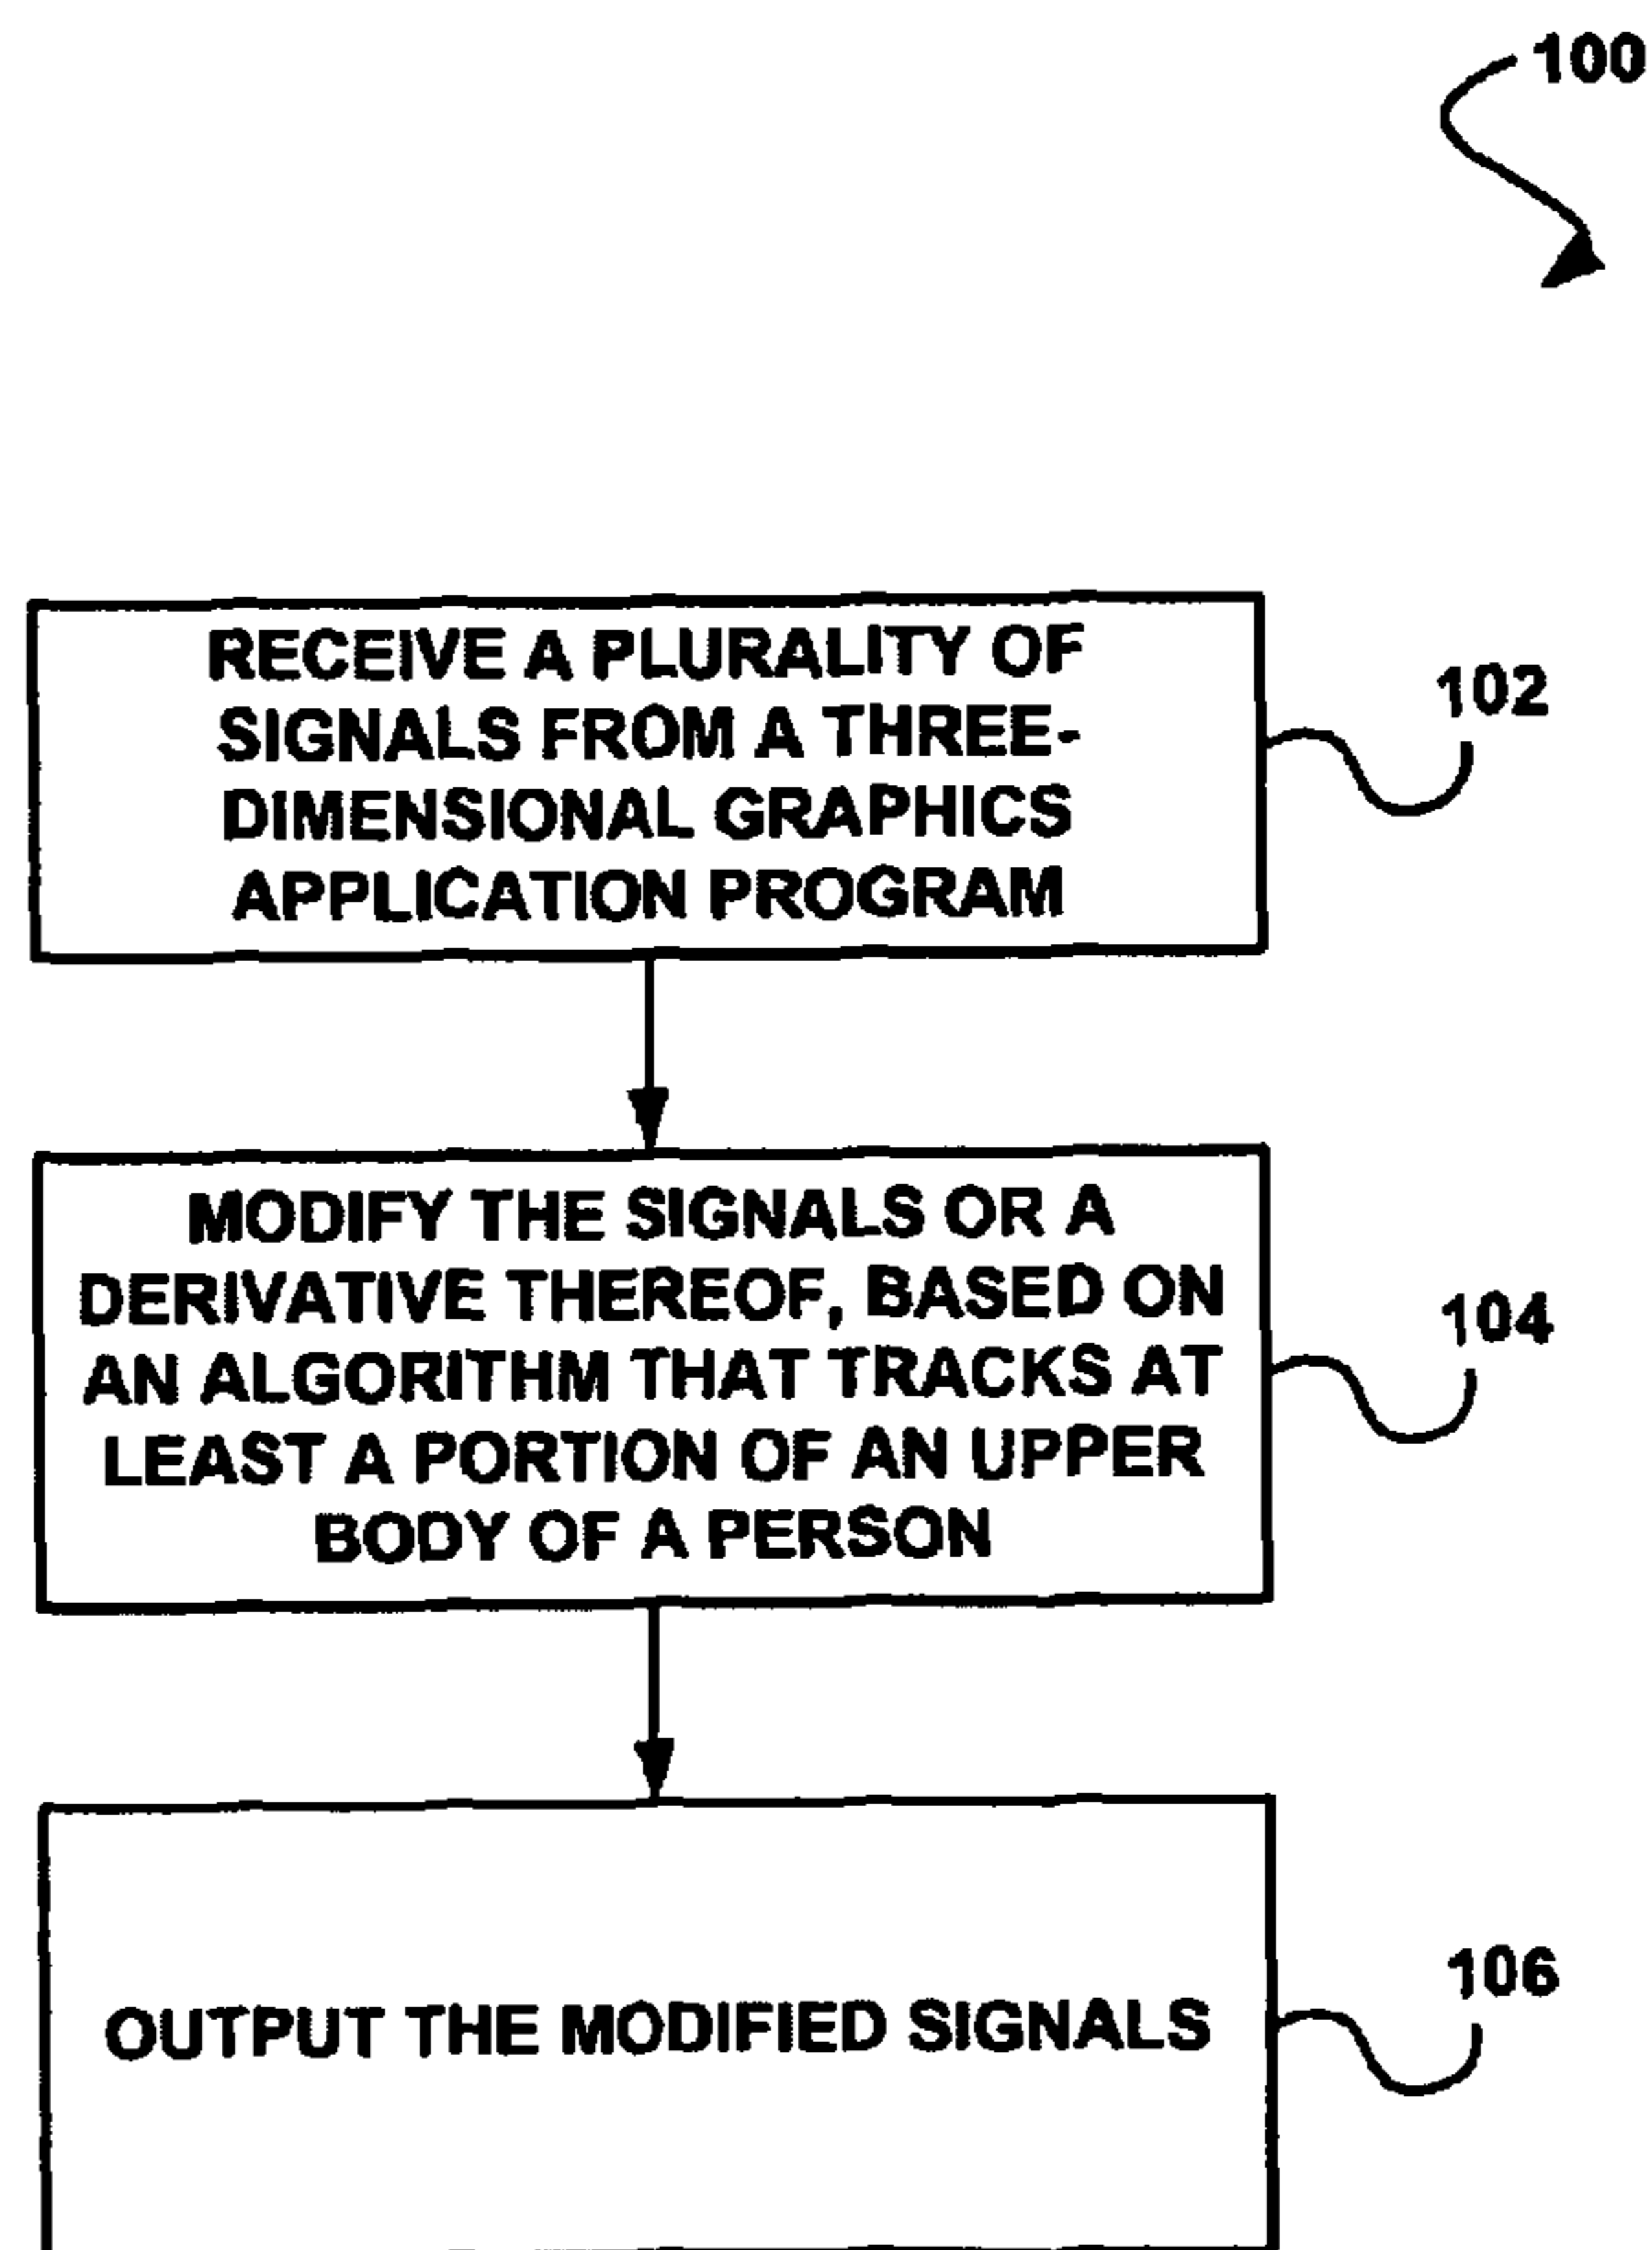 100
RECEIVE A PLURALITY OF
SIGNALS FROM A THREE-
DIMENSIONAL GRAPHICS
APPLICATION PROGRAM
102
MODIFY THE SIGNALS OR A
DERIVATIVE THEREOF, BASED ON
AN ALGORITHM THAT TRACKS AT
LEAST A PORTION OF AN UPPER
BODY OF A PERSON
104
OUTPUT THE MODIFIED SIGNALS
106